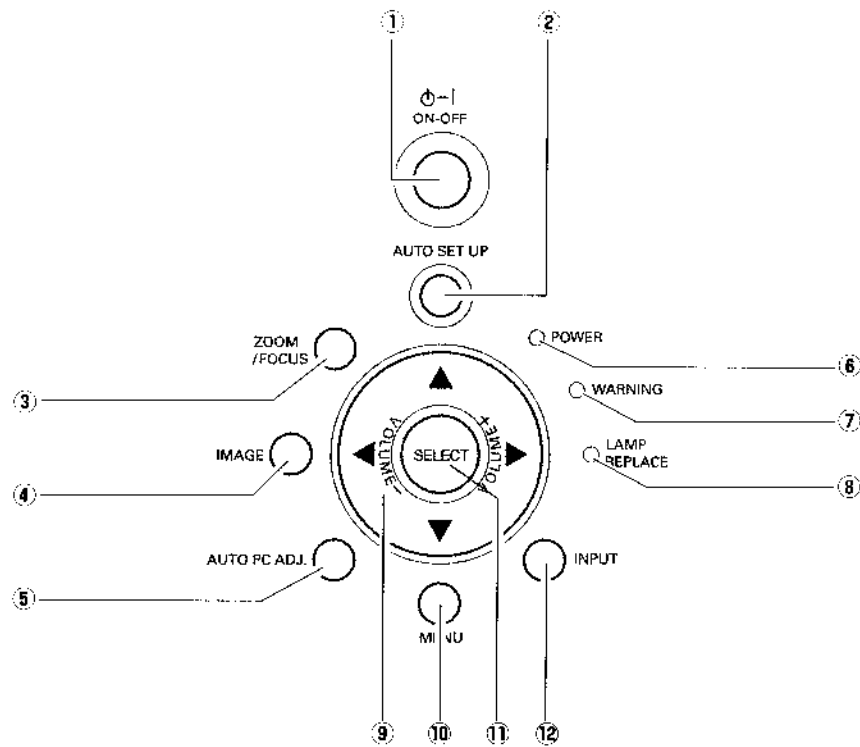 ① ②
ON-OFF
AUTO SET UP
ZOOM
/FOCUS
POWER
⑥
③
WARNING
⑦
VOLUME−
VOLUME+
IMAGE
SELECT
LAMP
REPLACE
④
⑧
AUTO PC ADJ.
INPUT
⑤
MENU
⑨ ⑩ ⑪ ⑫